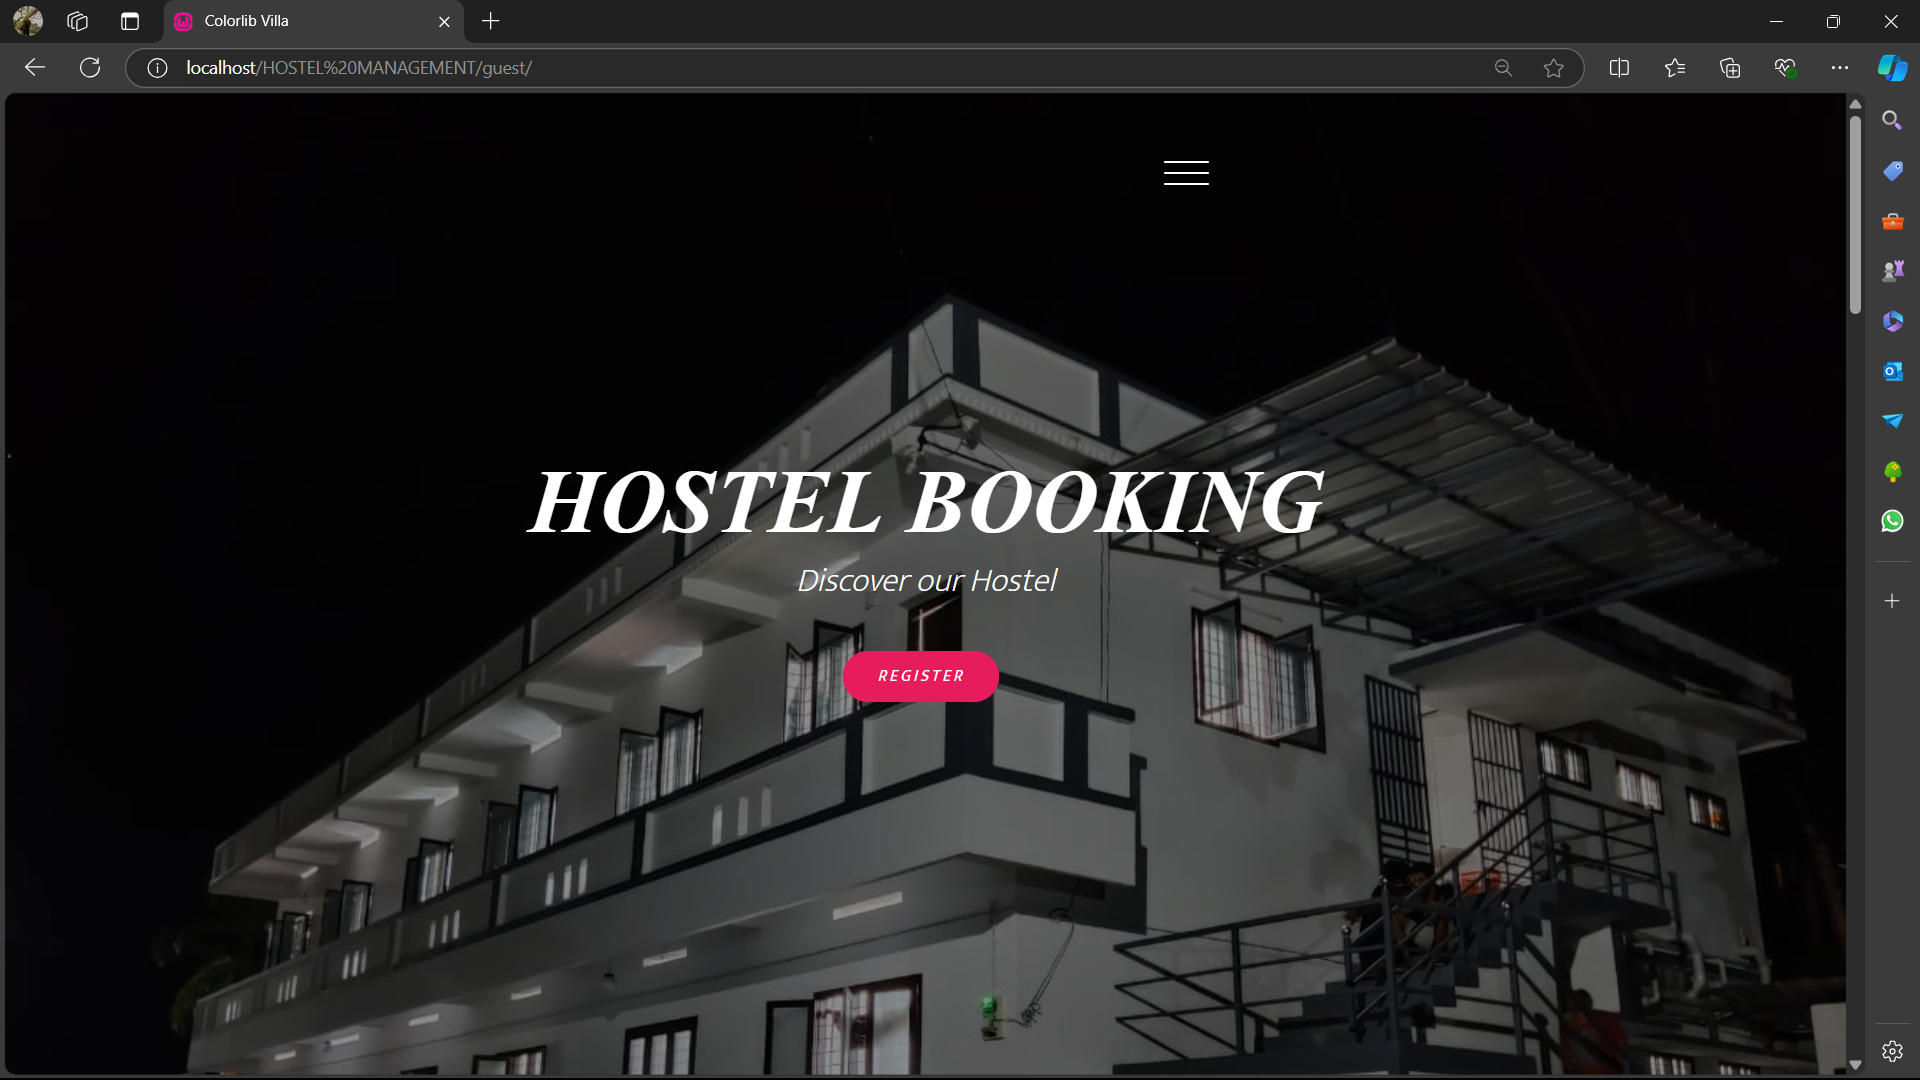 Colorlib Villa
localhost/HOSTEL%20MANAGEMENT/guest/
HOSTEL BOOKING
Discover our Hostel
REGISTER